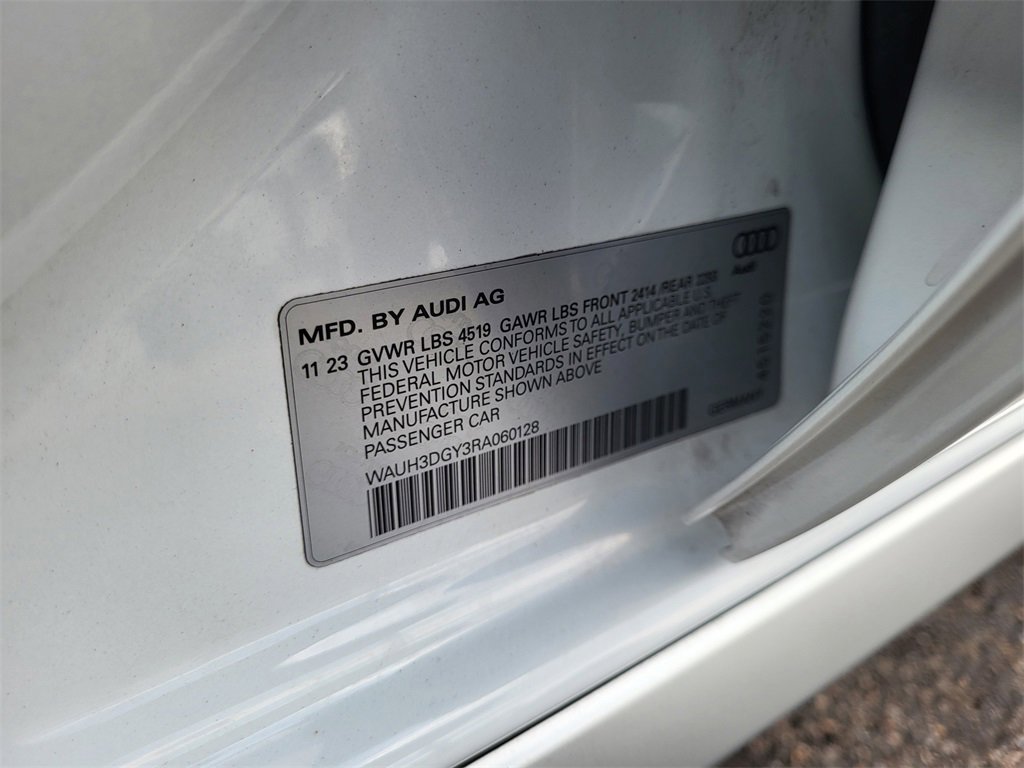 MFD. BY AUDI AG
Audi
11 23 GVWR LBS 4519 GAWR LBS FRONT 2414 /REAR
THIS VEHICLE CONFORMS TO ALL APPLICABLE U.S.
FEDERAL MOTOR VEHICLE SAFETY, BUMPER AND THEFT
PREVENTION STANDARDS IN EFFECT ON THE DATE OF
MANUFACTURE SHOWN ABOVE
PASSENGER CAR
WAUH3DGY3RA060128
GERMANY